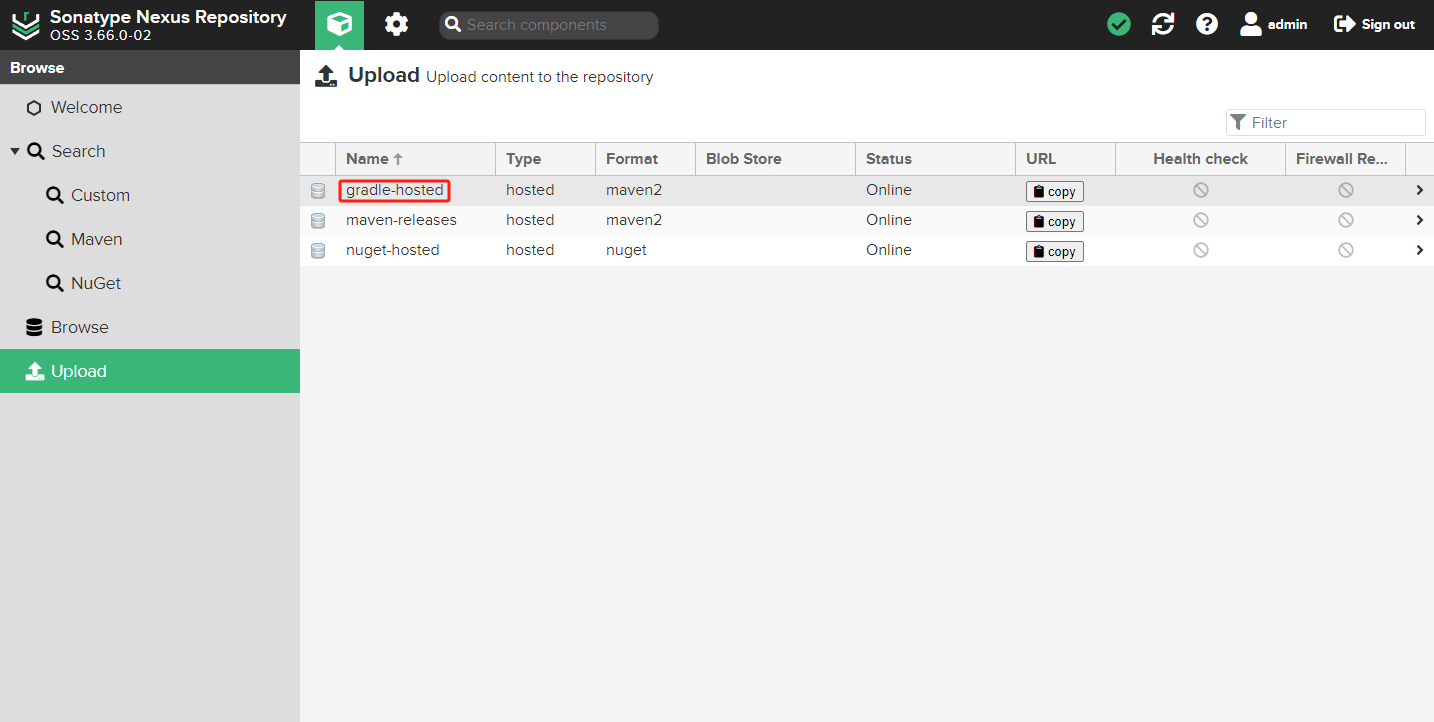 Sonatype Nexus Repository
OSS 3.66.0-02
Search components
admin
Sign out
Browse
Welcome
Search
Custom
Maven
NuGet
Browse
Upload
Upload Upload content to the repository
Filter
Name Type Format Blob Store Status URL Health check Firewall Re...
gradle-hosted hosted maven2 Online copy
maven-releases hosted maven2 Online copy
nuget-hosted hosted nuget Online copy